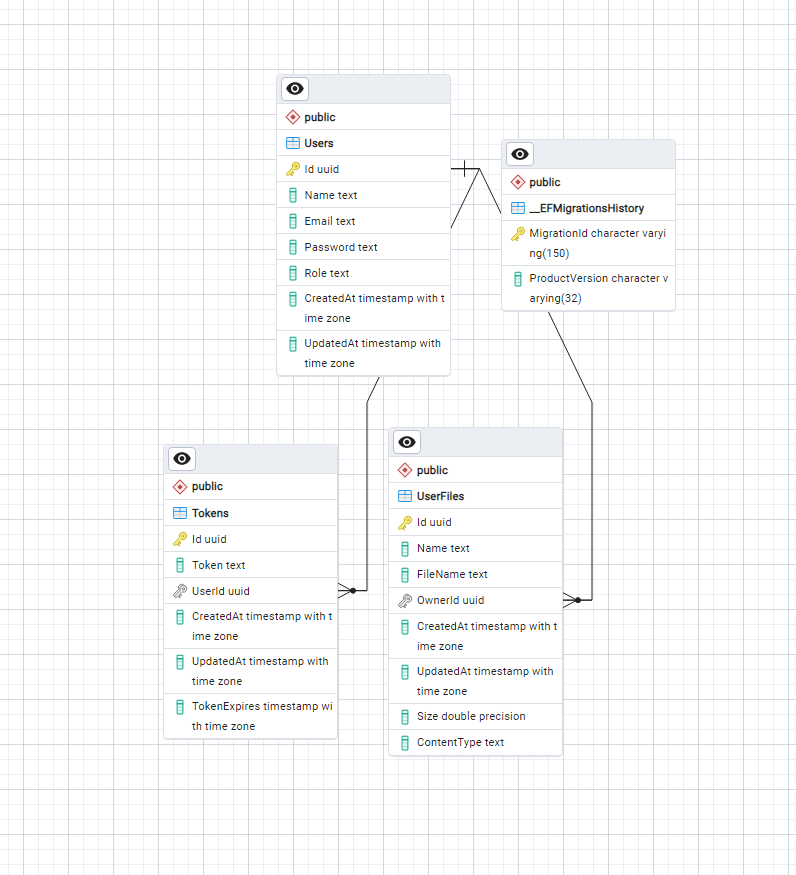 public
Users
Id uuid
Name text
Email text
Password text
Role text
CreatedAt timestamp with t
ime zone
UpdatedAt timestamp with
time zone
public
__EFMigrationsHistory
MigrationId character varyi
ng(150)
ProductVersion character v
arying(32)
public
Tokens
Id uuid
Token text
UserId uuid
CreatedAt timestamp with t
ime zone
UpdatedAt timestamp with
time zone
TokenExpires timestamp wi
th time zone
public
UserFiles
Id uuid
Name text
FileName text
OwnerId uuid
CreatedAt timestamp with t
ime zone
UpdatedAt timestamp with
time zone
Size double precision
ContentType text